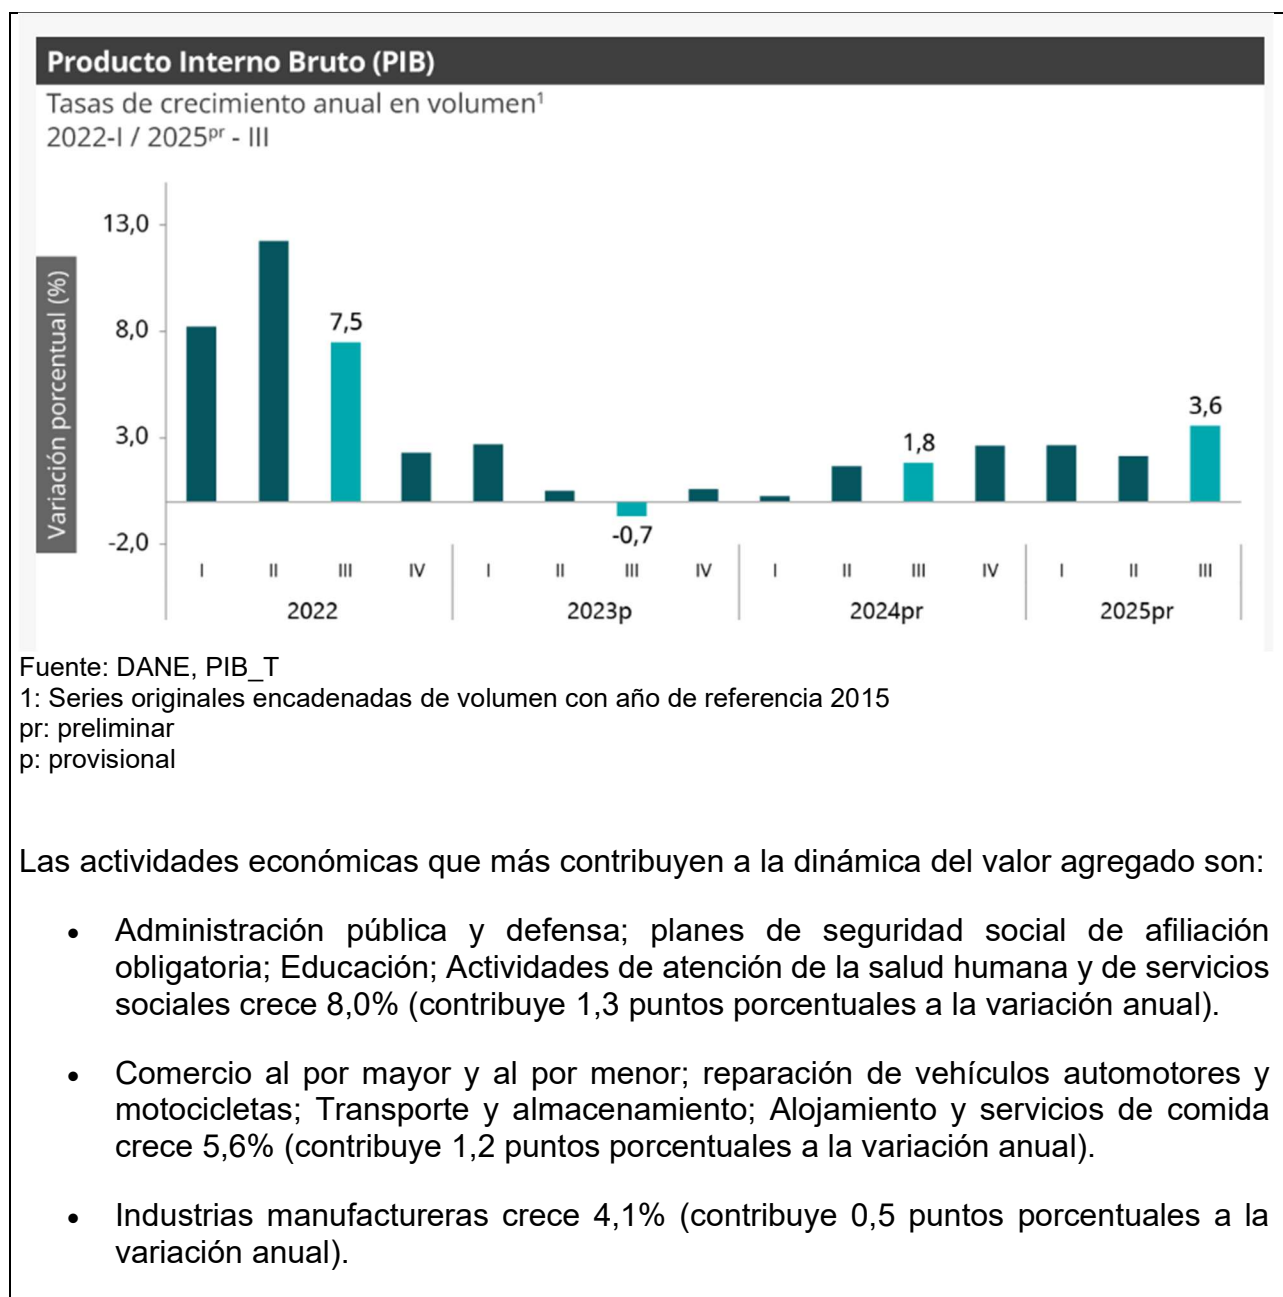 Producto Interno Bruto (PIB)
Tasas de crecimiento anual en volumen¹
2022-I / 2025ᵖʳ - III
Variación porcentual (%)
13,0
8,0
3,0
-2,0
7,5
-0,7
1,8
3,6
I II III IV I II III IV I II III IV I II III
2022 2023p 2024pr 2025pr
Fuente: DANE, PIB_T
1: Series originales encadenadas de volumen con año de referencia 2015
pr: preliminar
p: provisional
Las actividades económicas que más contribuyen a la dinámica del valor agregado son:
• Administración pública y defensa; planes de seguridad social de afiliación
obligatoria; Educación; Actividades de atención de la salud humana y de servicios
sociales crece 8,0% (contribuye 1,3 puntos porcentuales a la variación anual).
• Comercio al por mayor y al por menor; reparación de vehículos automotores y
motocicletas; Transporte y almacenamiento; Alojamiento y servicios de comida
crece 5,6% (contribuye 1,2 puntos porcentuales a la variación anual).
• Industrias manufactureras crece 4,1% (contribuye 0,5 puntos porcentuales a la
variación anual).